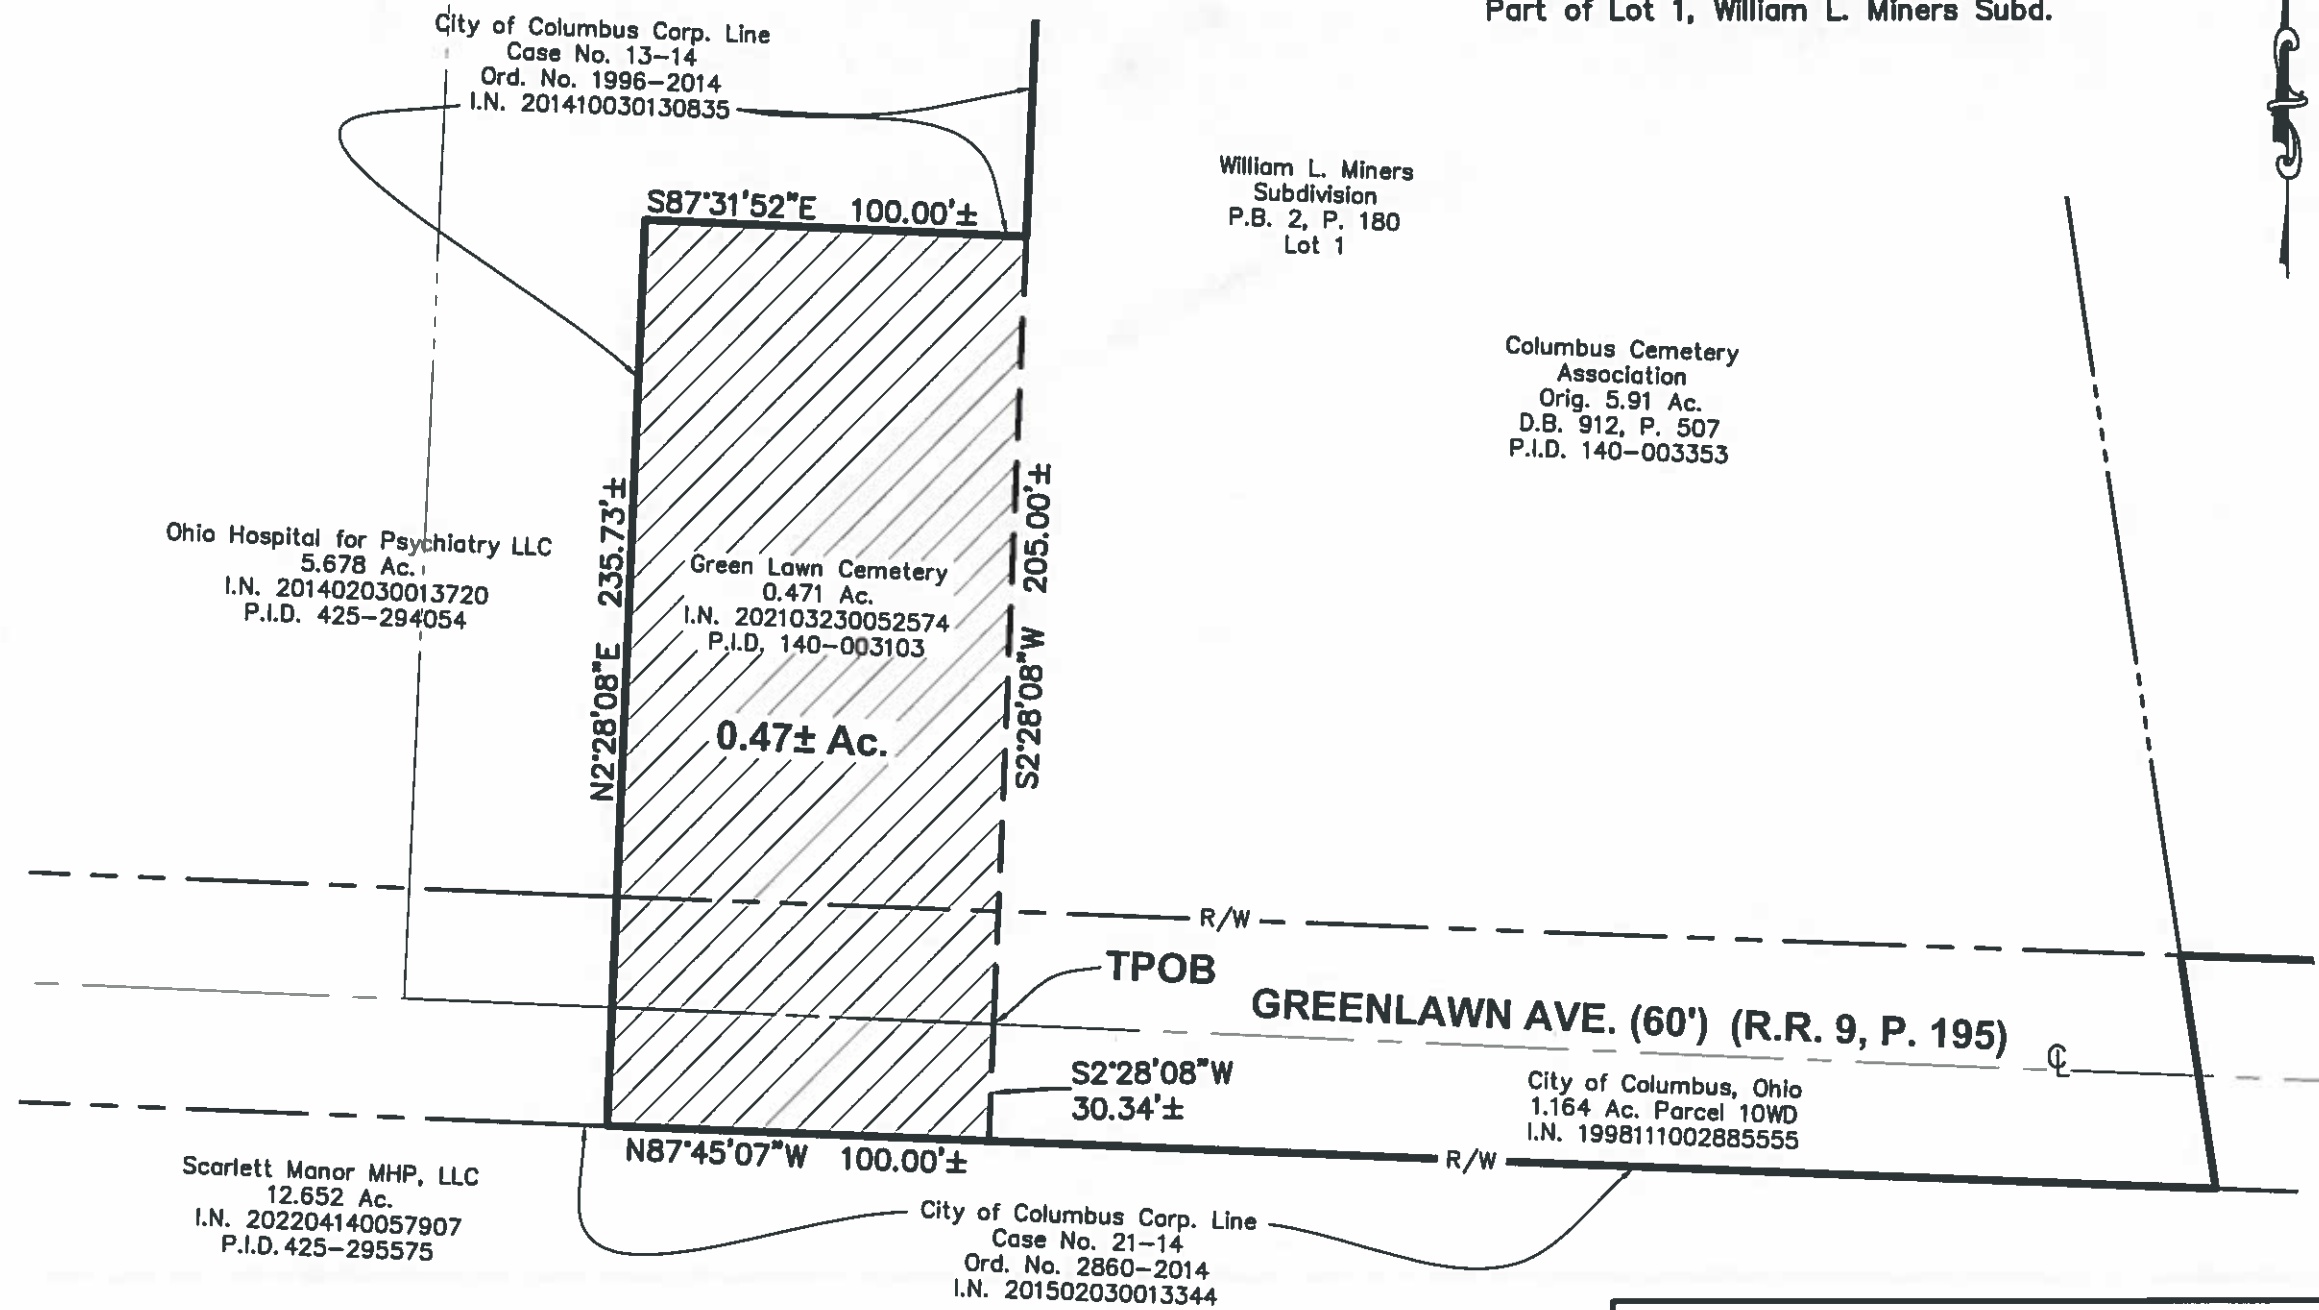 Part of Lot 1, William L. Miners Subd.
City of Columbus Corp. Line
Case No. 13-14
Ord. No. 1996-2014
I.N. 201410030130835
William L. Miners
Subdivision
P.B. 2, P. 180
Lot 1
S87°31'52"E 100.00'±
Columbus Cemetery
Association
Orig. 5.91 Ac.
D.B. 912, P. 507
P.I.D. 140-003353
Ohio Hospital for Psychiatry LLC
5.678 Ac.
I.N. 201402030013720
P.I.D. 425-294054
N2°28'08"E 235.73'±
Green Lawn Cemetery
0.471 Ac.
I.N. 202103230052574
P.I.D. 140-003103
0.47± Ac.
S2°28'08"W 205.00'±
R/W
TPOB
GREENLAWN AVE. (60') (R.R. 9, P. 195)
℄
S2°28'08"W
30.34'±
City of Columbus, Ohio
1.164 Ac. Parcel 10WD
I.N. 1998111002885555
N87°45'07"W 100.00'±
R/W
Scarlett Manor MHP, LLC
12.652 Ac.
I.N. 202204140057907
P.I.D. 425-295575
City of Columbus Corp. Line
Case No. 21-14
Ord. No. 2860-2014
I.N. 201502030013344